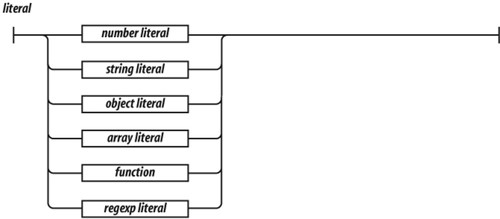 literal
number literal
string literal
object literal
array literal
function
regexp literal